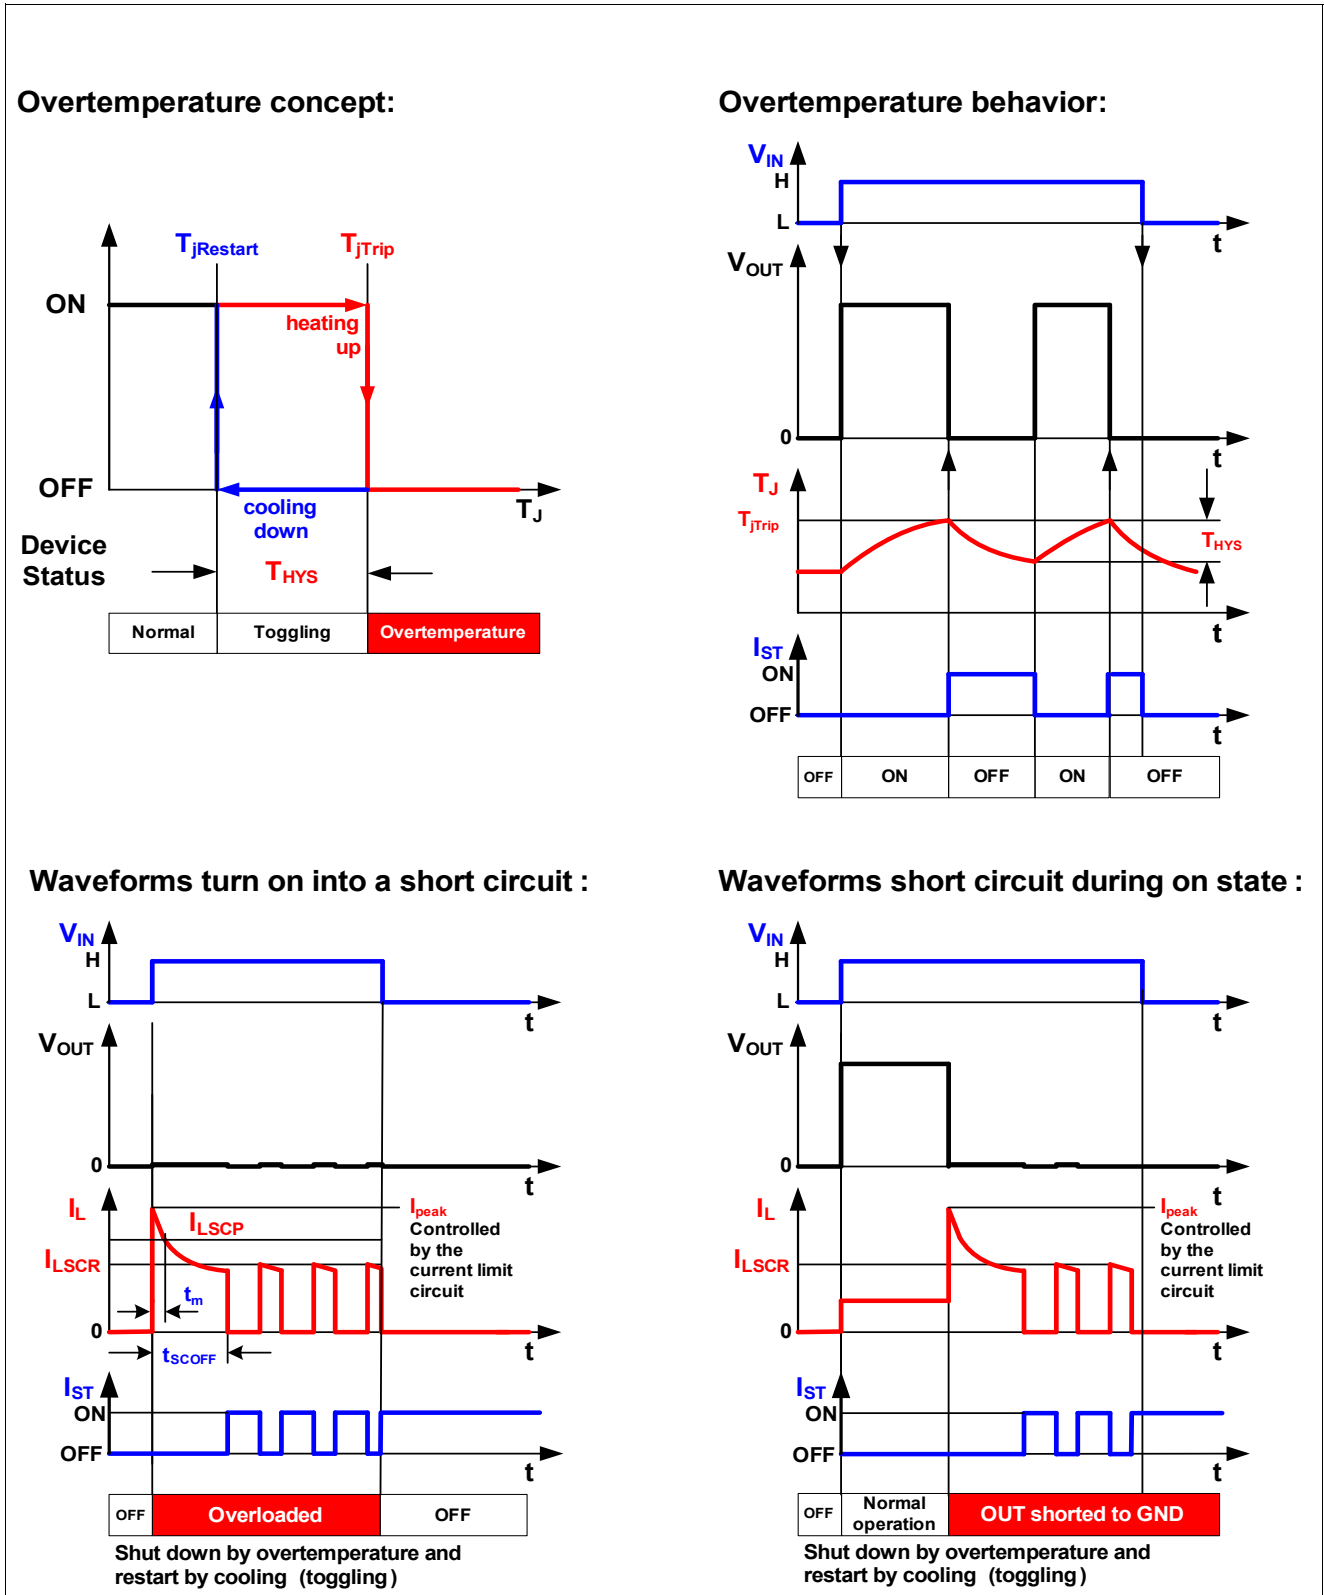 Overtemperature concept:
TjRestart
TjTrip
ON
heating
up
OFF
cooling
down
TJ
Device
Status
THYS
Normal
Toggling
Overtemperature
Overtemperature behavior:
VIN
H
L
t
VOUT
0
t
TJ
TjTrip
THYS
t
IST
ON
OFF
t
OFF
ON
OFF
ON
OFF
Waveforms turn on into a short circuit :
VIN
H
L
t
VOUT
0
t
IL
ILSCP
ILSCR
Ipeak
Controlled
by the
current limit
circuit
tm
0
t
tSCOFF
IST
ON
OFF
t
OFF
Overloaded
OFF
Shut down by overtemperature and
restart by cooling (toggling)
Waveforms short circuit during on state :
VIN
H
L
t
VOUT
0
t
IL
ILSCR
Ipeak
Controlled
by the
current limit
circuit
0
t
IST
ON
OFF
t
OFF
Normal
operation
OUT shorted to GND
Shut down by overtemperature and
restart by cooling (toggling)